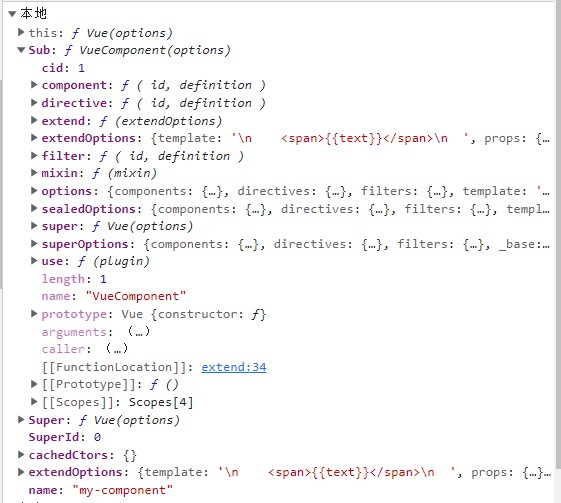 本地
this: ƒ Vue(options)
Sub: ƒ VueComponent(options)
cid: 1
component: ƒ ( id, definition )
directive: ƒ ( id, definition )
extend: ƒ (extendOptions)
extendOptions: {template: '\n    <span>{{text}}</span>\n  ', props: {…
filter: ƒ ( id, definition )
mixin: ƒ (mixin)
options: {components: {…}, directives: {…}, filters: {…}, template: '…
sealedOptions: {components: {…}, directives: {…}, filters: {…}, templ…
super: ƒ Vue(options)
superOptions: {components: {…}, directives: {…}, filters: {…}, _base:…
use: ƒ (plugin)
length: 1
name: "VueComponent"
prototype: Vue {constructor: ƒ}
arguments: (…)
caller: (…)
[[FunctionLocation]]: extend:34
[[Prototype]]: ƒ ()
[[Scopes]]: Scopes[4]
Super: ƒ Vue(options)
SuperId: 0
cachedCtors: {}
extendOptions: {template: '\n    <span>{{text}}</span>\n  ', props: {…}…
name: "my-component"